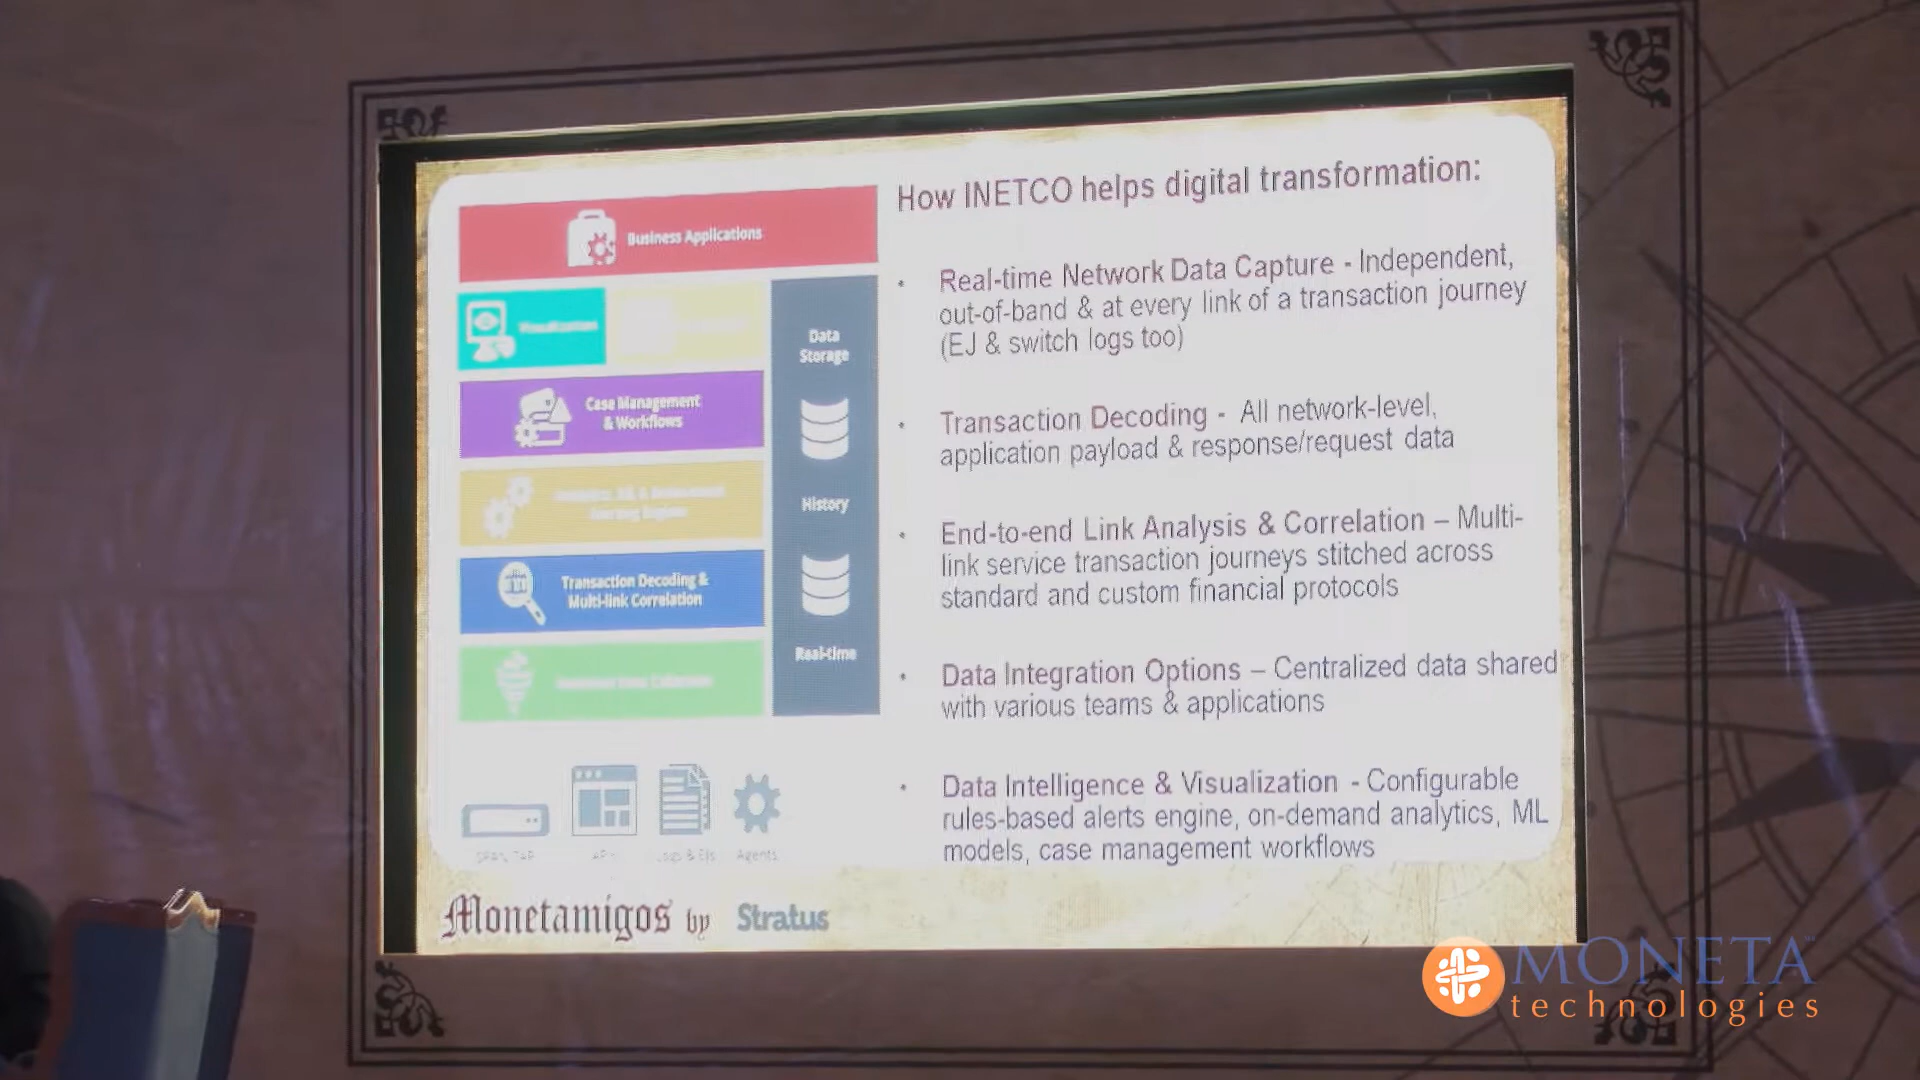 How INETCO helps digital transformation:
Business Applications
Visualization
Data
Storage
Case Management
& Workflows
History
Transaction Decoding &
Multi-link Correlation
Real-time
Agents
• Real-time Network Data Capture - Independent,
out-of-band & at every link of a transaction journey
(EJ & switch logs too)
• Transaction Decoding - All network-level,
application payload & response/request data
• End-to-end Link Analysis & Correlation – Multi-
link service transaction journeys stitched across
standard and custom financial protocols
• Data Integration Options – Centralized data shared
with various teams & applications
• Data Intelligence & Visualization - Configurable
rules-based alerts engine, on-demand analytics, ML
models, case management workflows
Monetamigos by Stratus
MONETA
technologies